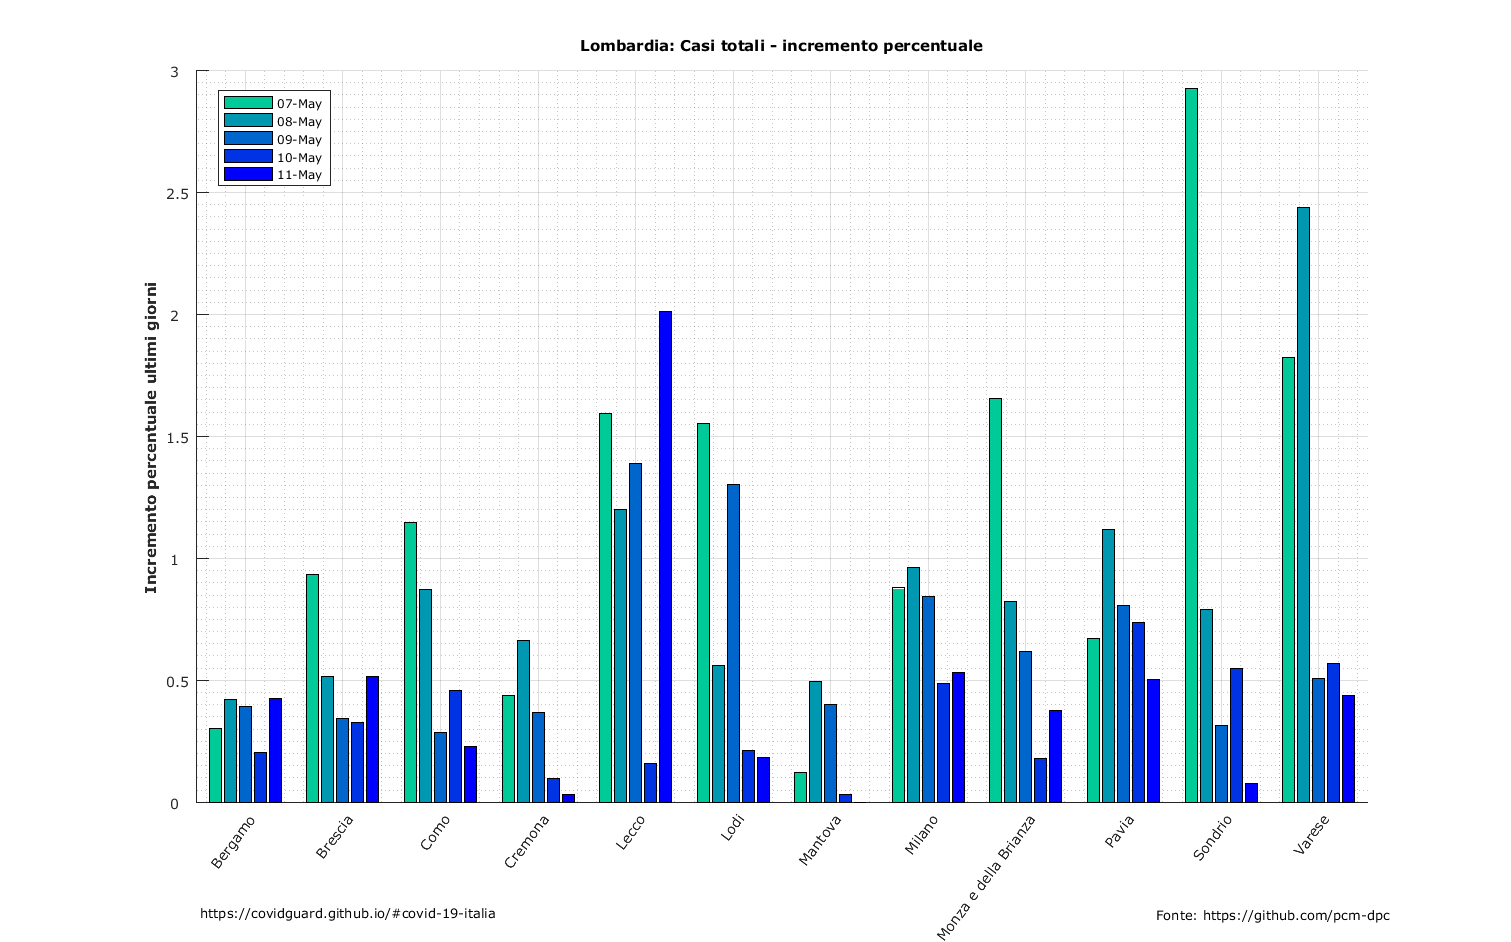 Lombardia: Casi totali - incremento percentuale
3
2.5
2
1.5
1
0.5
0
Incremento percentuale ultimi giorni
07-May
08-May
09-May
10-May
11-May
Bergamo
Brescia
Como
Cremona
Lecco
Lodi
Mantova
Milano
Monza e della Brianza
Pavia
Sondrio
Varese
https://covidguard.github.io/#covid-19-italia
Fonte: https://github.com/pcm-dpc